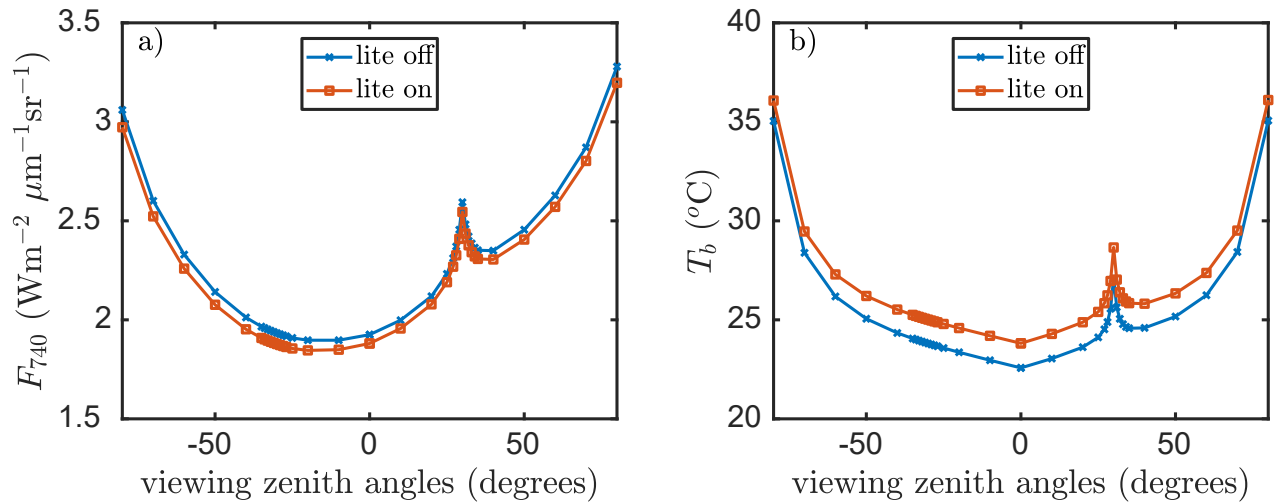 a)
lite off
lite on
3.5
3
2.5
2
1.5
-50
0
50
F₇₄₀ (Wm⁻² μm⁻¹sr⁻¹)
viewing zenith angles (degrees)
b)
lite off
lite on
40
35
30
25
20
-50
0
50
T_b (ᵒC)
viewing zenith angles (degrees)